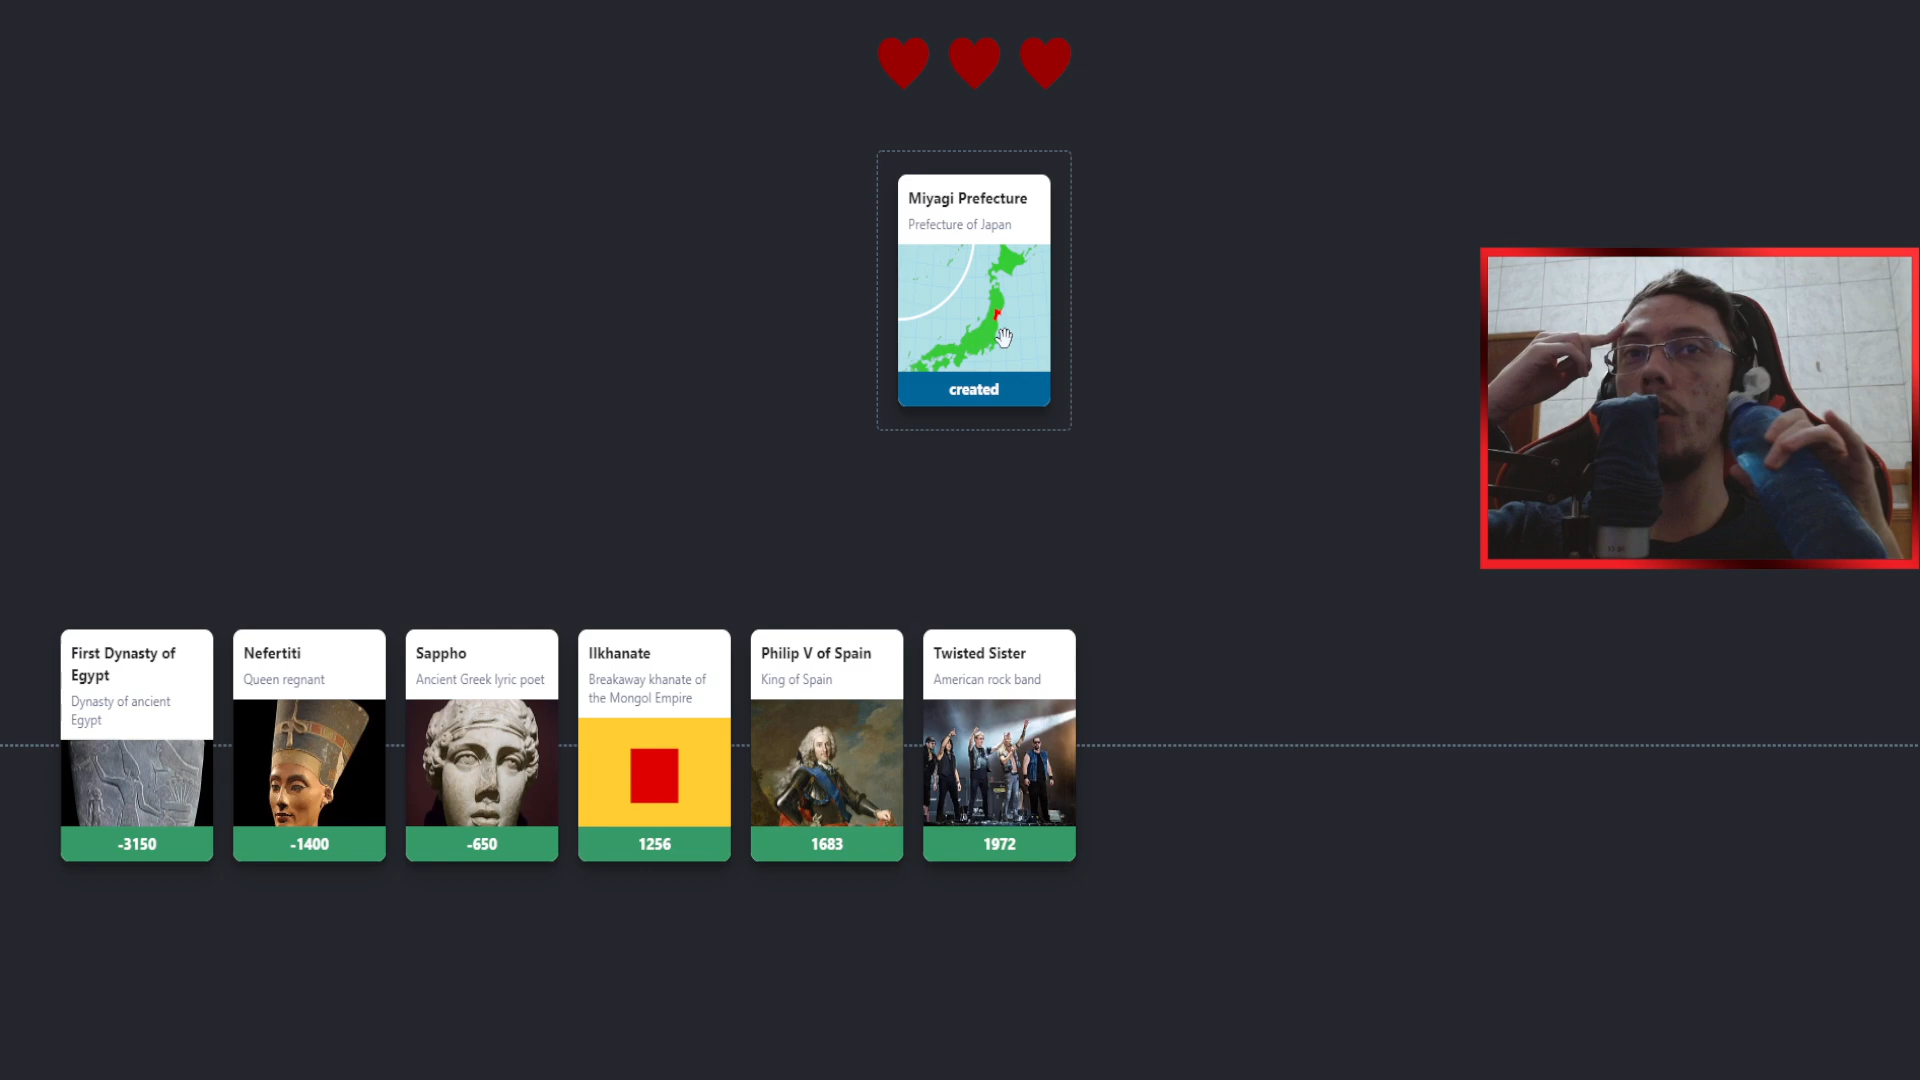 Miyagi Prefecture
Prefecture of Japan
created
First Dynasty of
Egypt
Dynasty of ancient
Egypt
-3150
Nefertiti
Queen regnant
-1400
Sappho
Ancient Greek lyric poet
-650
Ilkhanate
Breakaway khanate of
the Mongol Empire
1256
Philip V of Spain
King of Spain
1683
Twisted Sister
American rock band
1972